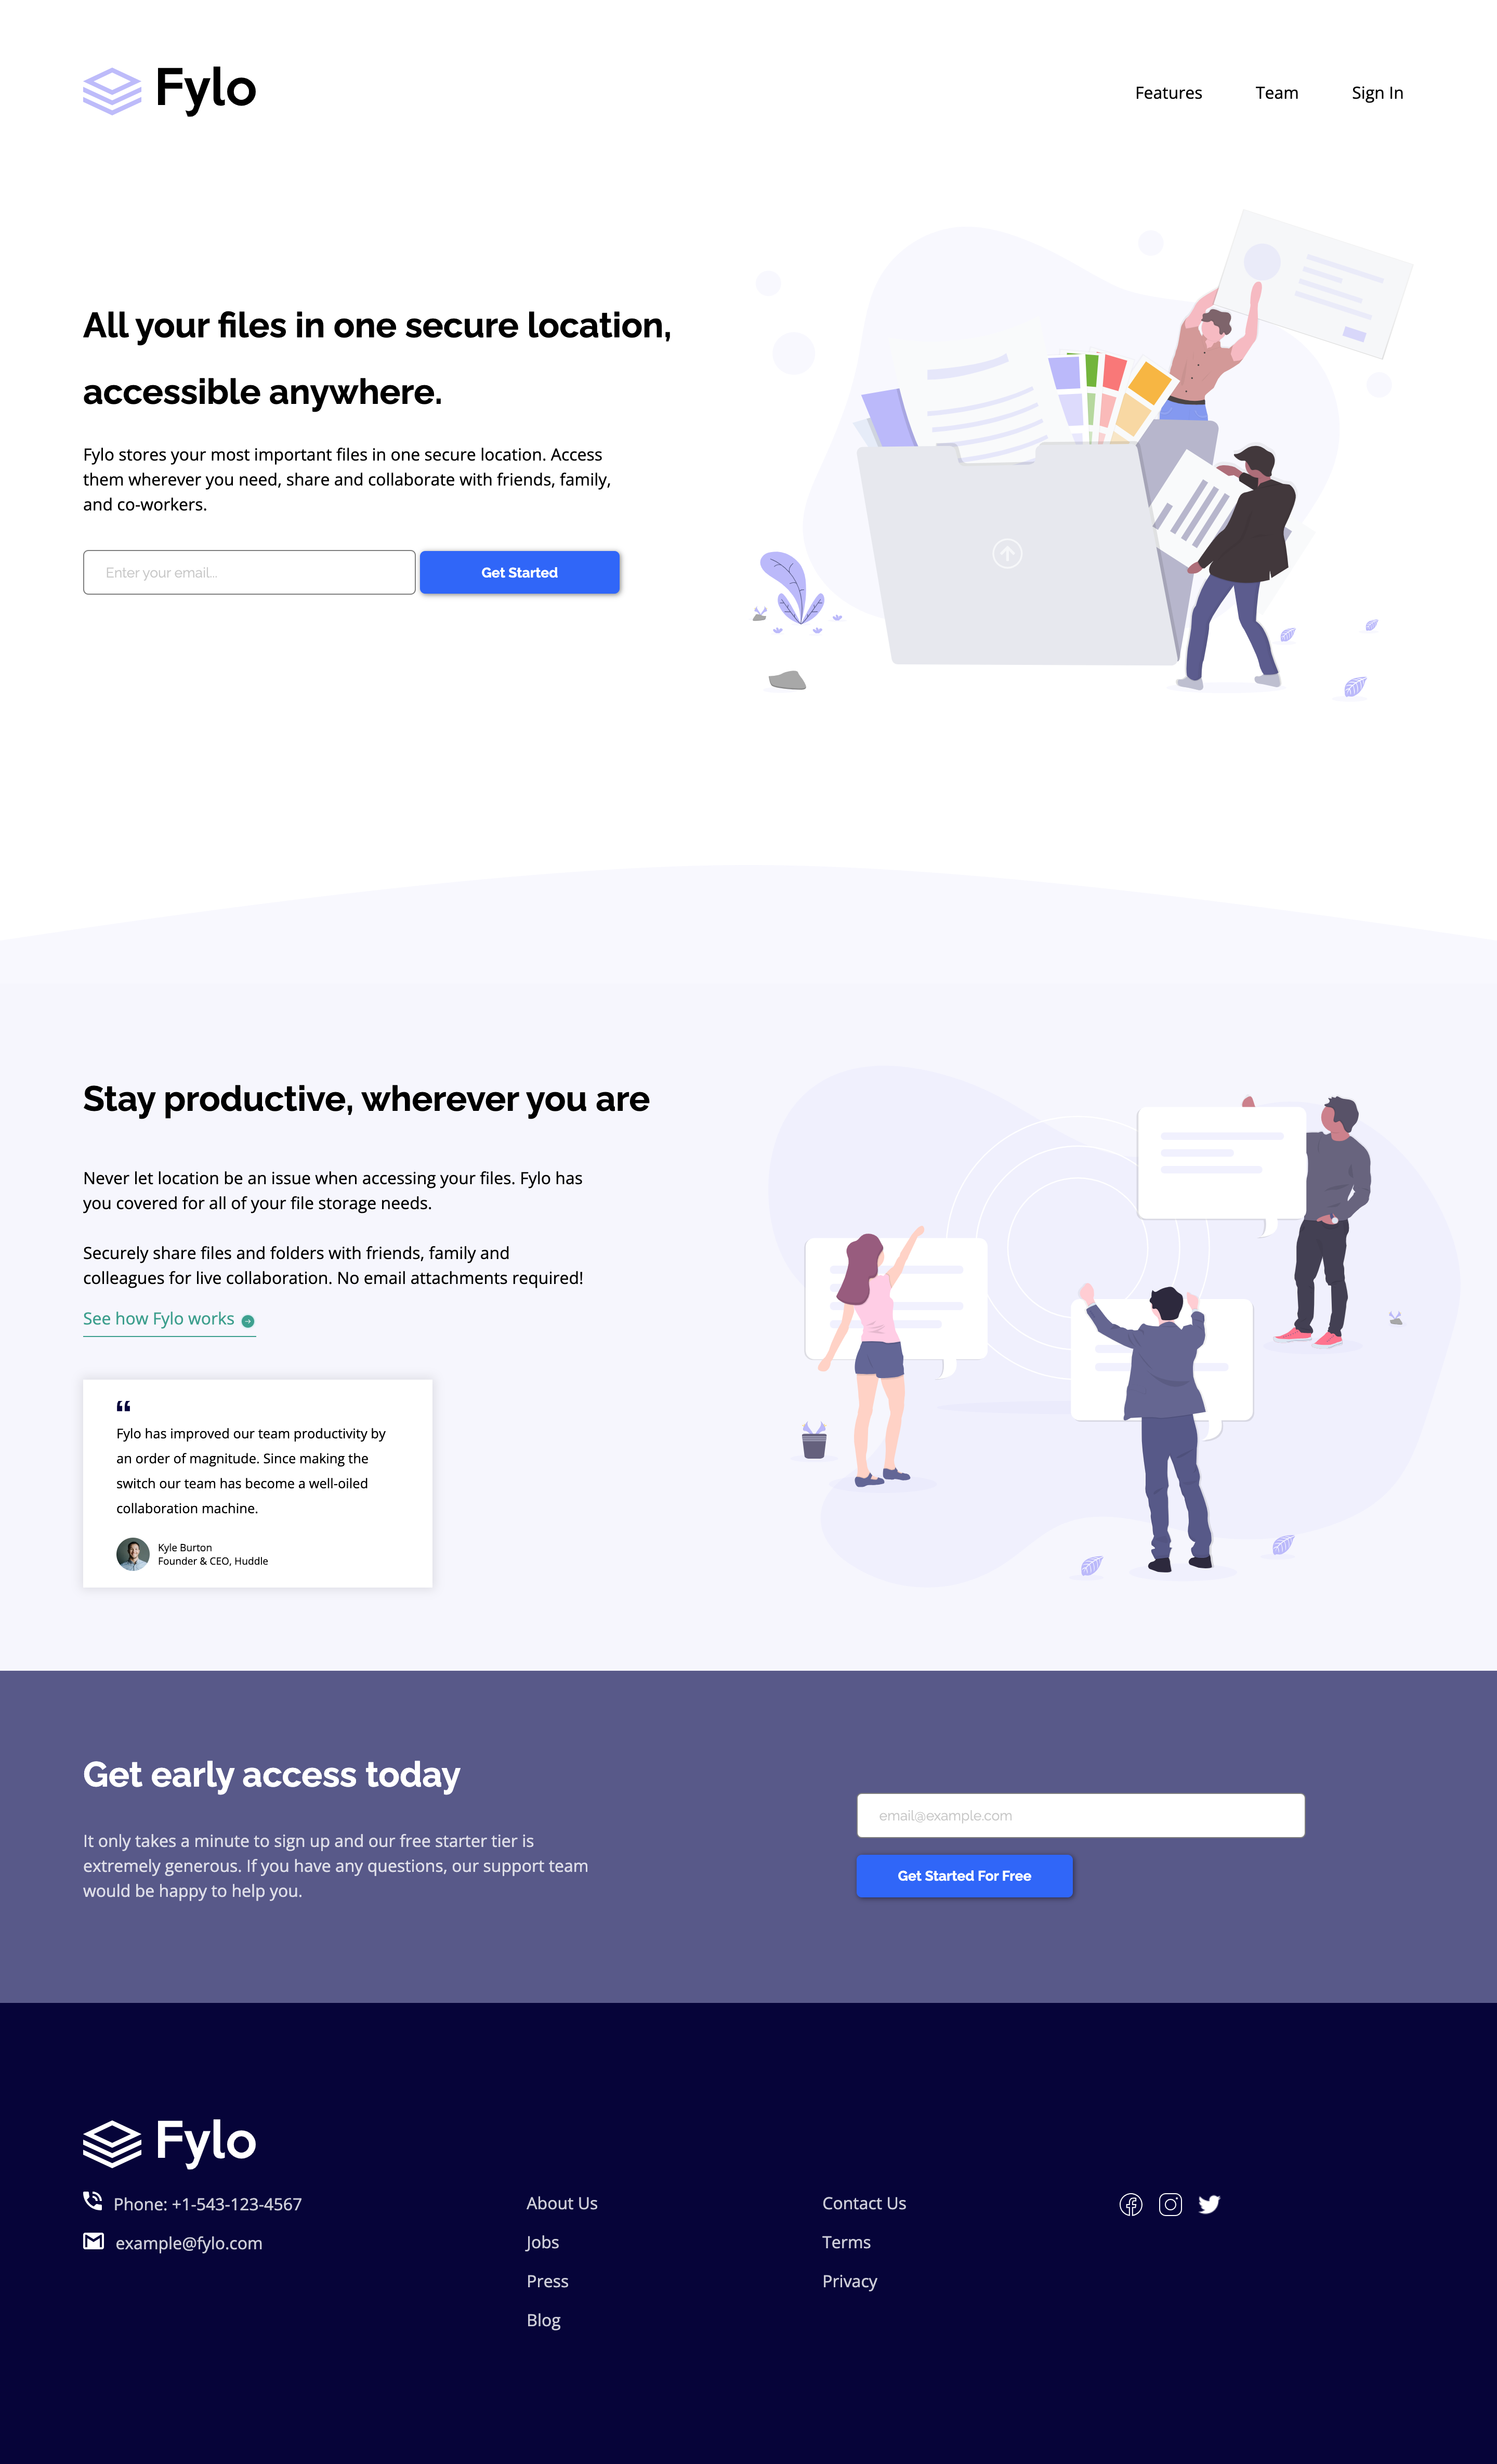 Fylo
Features
Team
Sign In
All your files in one secure location,
accessible anywhere.
Fylo stores your most important files in one secure location. Access
them wherever you need, share and collaborate with friends, family,
and co-workers.
Enter your email...
Get Started
Stay productive, wherever you are
Never let location be an issue when accessing your files. Fylo has
you covered for all of your file storage needs.
Securely share files and folders with friends, family and
colleagues for live collaboration. No email attachments required!
See how Fylo works
“
Fylo has improved our team productivity by
an order of magnitude. Since making the
switch our team has become a well-oiled
collaboration machine.
Kyle Burton
Founder & CEO, Huddle
Get early access today
It only takes a minute to sign up and our free starter tier is
extremely generous. If you have any questions, our support team
would be happy to help you.
email@example.com
Get Started For Free
Fylo
Phone: +1-543-123-4567
example@fylo.com
About Us
Jobs
Press
Blog
Contact Us
Terms
Privacy